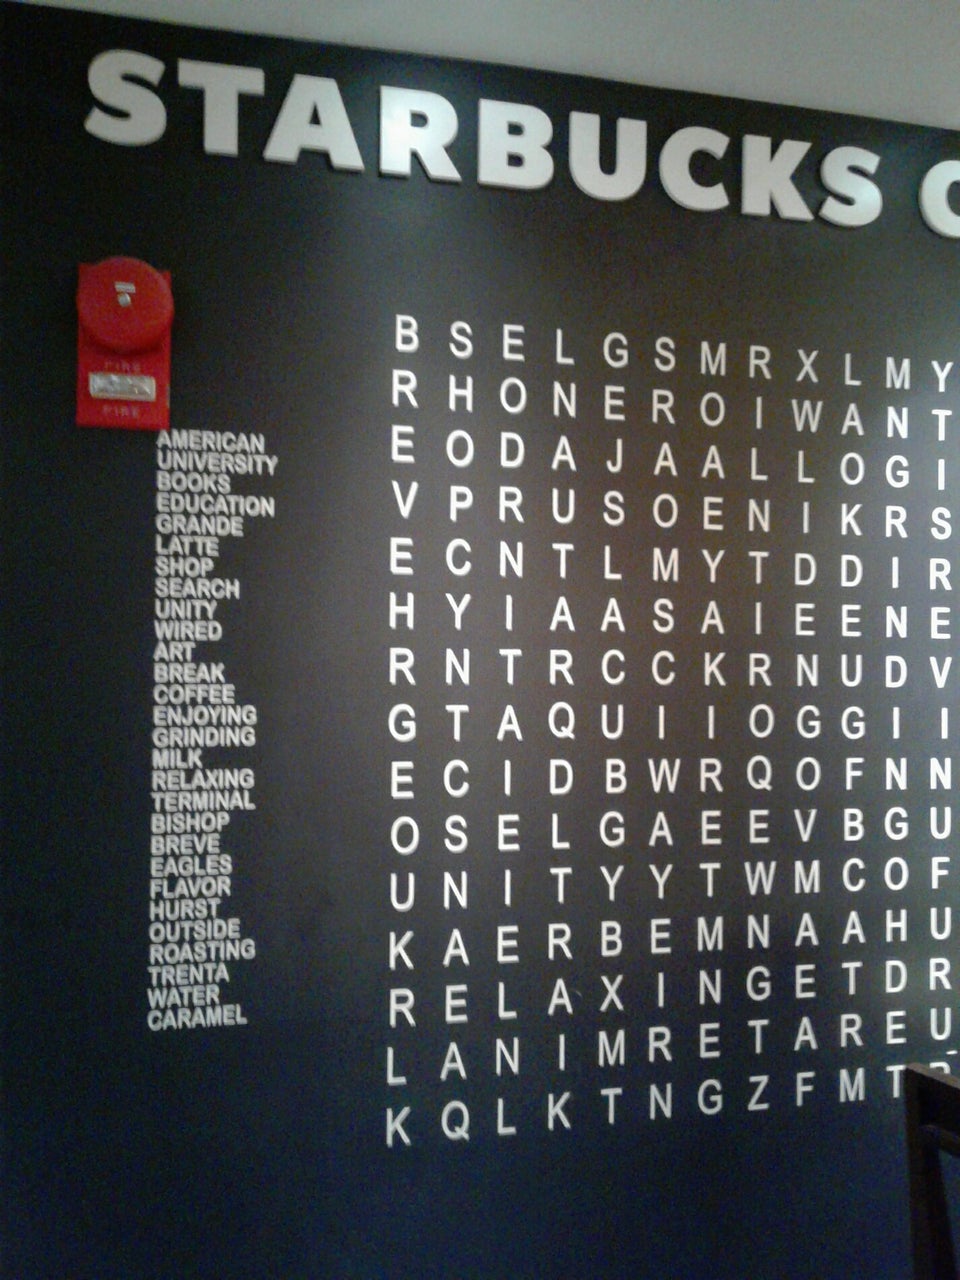 STARBUCKS C
FIRE
FIRE
B S E L G S M R X L M Y
R H O N E R O I W A N T
E O D A J A A L L O G I
V P R U S O E N I K R S
E C N T L M Y T D D I R
H Y I A A S A I E E N E
R N T R C C K R N U D V
G T A Q U I I O G G I I
E C I D B W R Q O F N N
O S E L G A E E V B G U
U N I T Y Y T W M C O F
K A E R B E M N A A H U
R E L A X I N G E T D R
L A N I M R E T A R E U
K Q L K T N G Z F M T
AMERICAN
UNIVERSITY
BOOKS
EDUCATION
GRANDE
LATTE
SHOP
SEARCH
UNITY
WIRED
ART
BREAK
COFFEE
ENJOYING
GRINDING
MILK
RELAXING
TERMINAL
BISHOP
BREVE
EAGLES
FLAVOR
HURST
OUTSIDE
ROASTING
TRENTA
WATER
CARAMEL